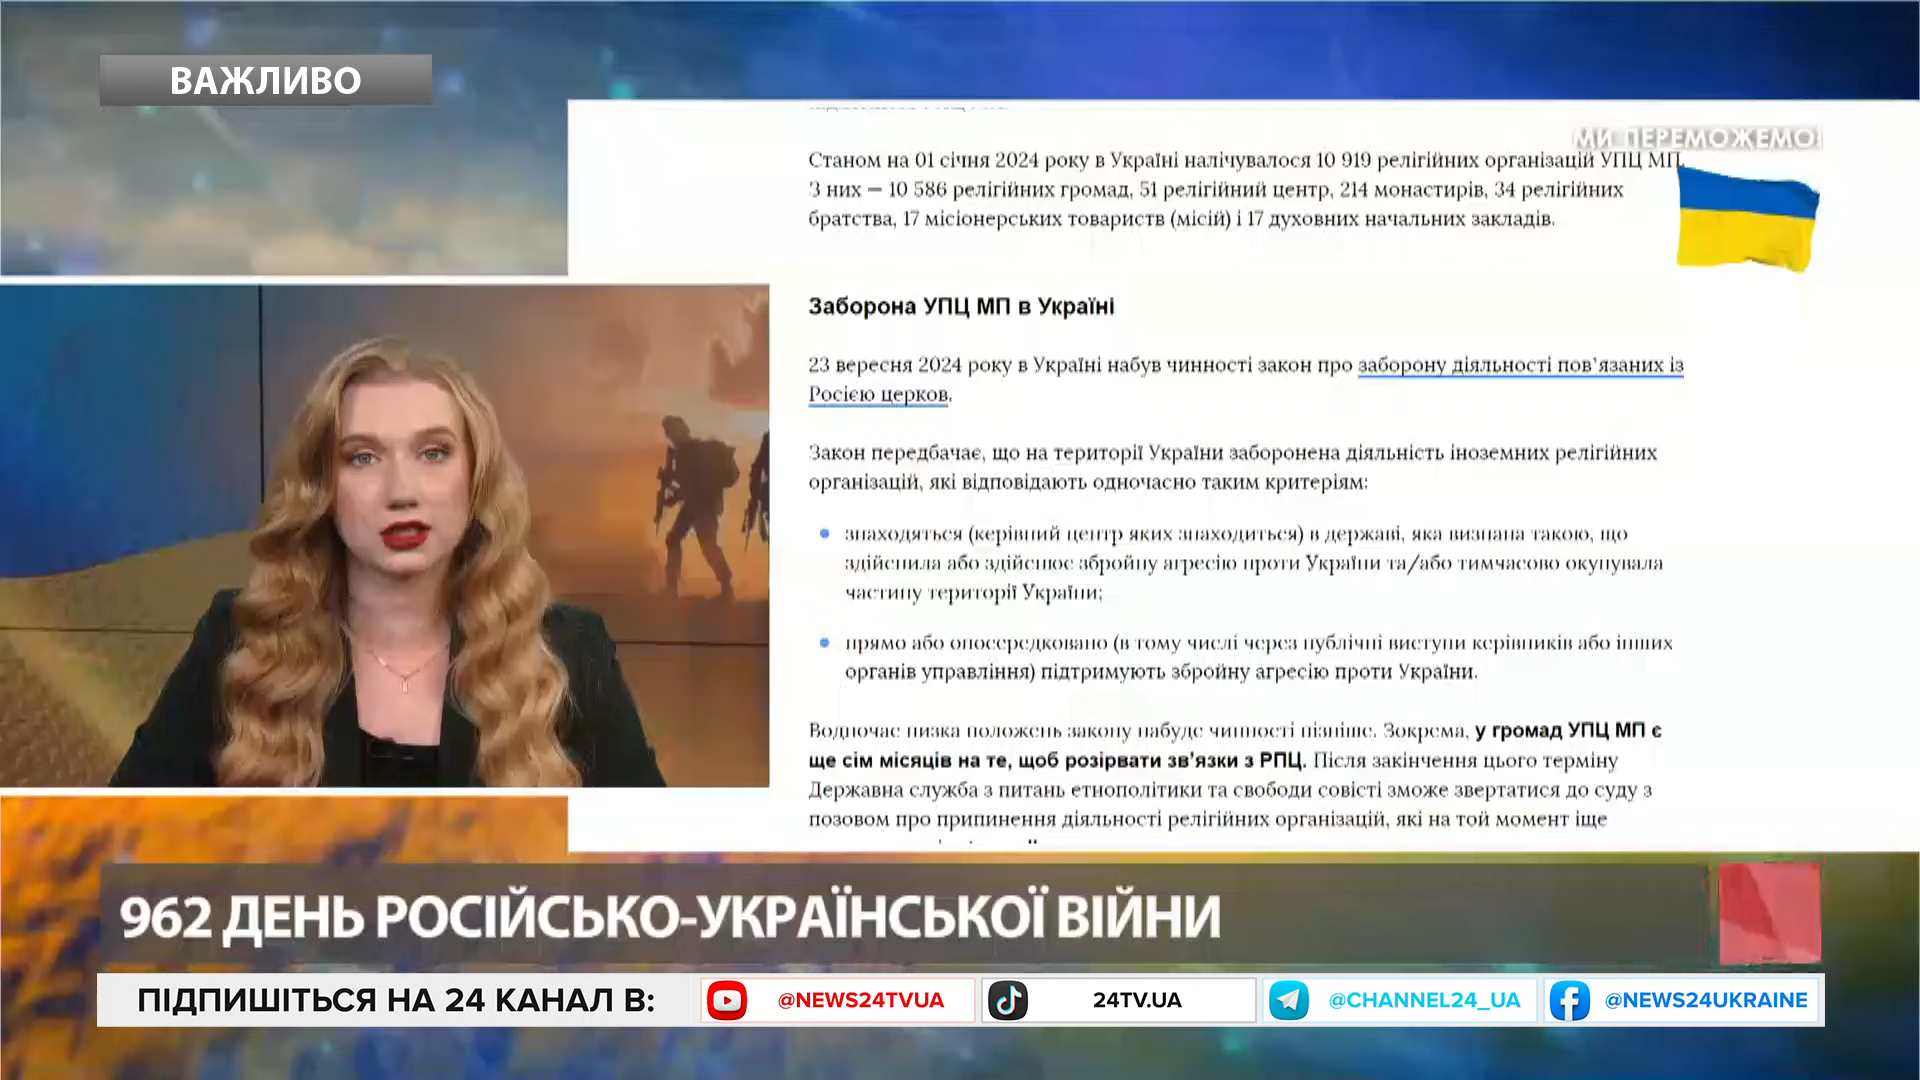 ВАЖЛИВО
МИ ПЕРЕМОЖЕМО!
Станом на 01 січня 2024 року в Україні налічувалося 10 919 релігійних організацій УПЦ МП.
З них — 10 586 релігійних громад, 51 релігійний центр, 214 монастирів, 34 релігійних
братства, 17 місіонерських товариств (місій) і 17 духовних начальних закладів.
Заборона УПЦ МП в Україні
23 вересня 2024 року в Україні набув чинності закон про заборону діяльності пов’язаних із
Росією церков.
Закон передбачає, що на території України заборонена діяльність іноземних релігійних
організацій, які відповідають одночасно таким критеріям:
знаходяться (керівний центр яких знаходиться) в державі, яка визнана такою, що
здійснила або здійснює збройну агресію проти України та/або тимчасово окупувала
частину території України;
прямо або опосередковано (в тому числі через публічні виступи керівників або інших
органів управління) підтримують збройну агресію проти України.
Водночас низка положень закону набуде чинності пізніше. Зокрема, у громад УПЦ МП є
ще сім місяців на те, щоб розірвати зв’язки з РПЦ. Після закінчення цього терміну
Державна служба з питань етнополітики та свободи совісті зможе звертатися до суду з
позовом про припинення діяльності релігійних організацій, які на той момент іще
962 ДЕНЬ РОСІЙСЬКО-УКРАЇНСЬКОЇ ВІЙНИ
ПІДПИШІТЬСЯ НА 24 КАНАЛ В: @NEWS24TVUA 24TV.UA @CHANNEL24_UA @NEWS24UKRAINE